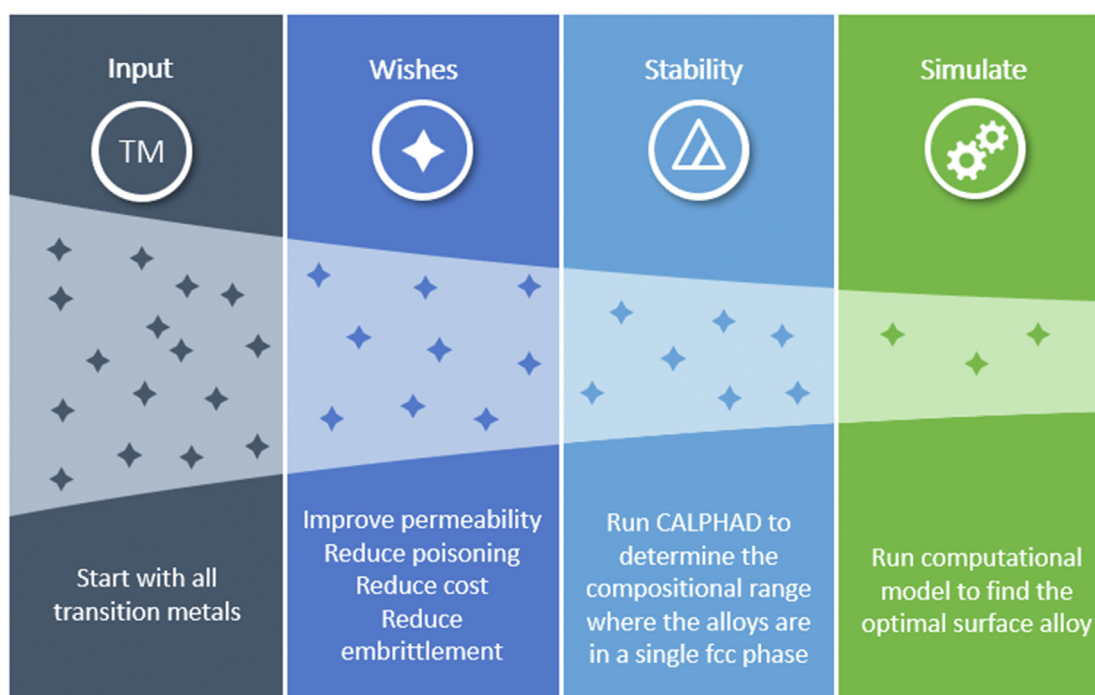 Input
TM
Start with all
transition metals
Wishes
Improve permeability
Reduce poisoning
Reduce cost
Reduce
embrittlement
Stability
Run CALPHAD to
determine the
compositional range
where the alloys are
in a single fcc phase
Simulate
Run computational
model to find the
optimal surface alloy